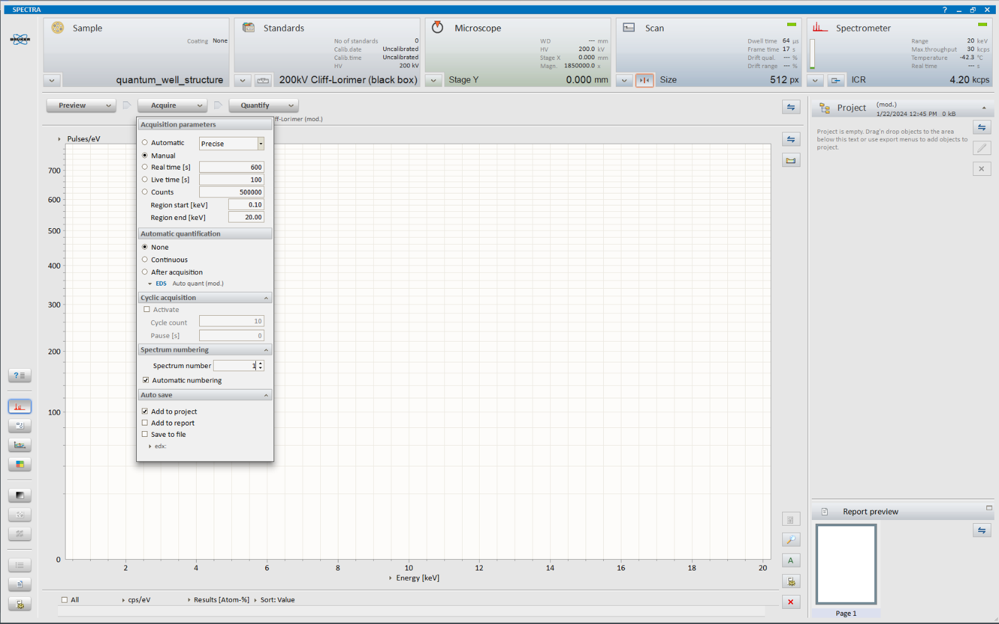 SPECTRA
?
BRUKER
Sample
Coating None
quantum_well_structure
Standards
No of standards 0
Calib.date Uncalibrated
Calib.time Uncalibrated
HV 200 kV
200kV Cliff-Lorimer (black box)
Microscope
WD --- mm
HV 200.0 kV
Stage X 0.000 mm
Magn. 1850000.0 x
Stage Y 0.000 mm
Scan
Dwell time 64 µs
Frame time 17 s
Drift qual. --- %
Drift range --- %
Size 512 px
Spectrometer
Range 20 keV
Max.throughput 30 kcps
Temperature -42.3 °C
Real time --- s
ICR 4.20 kcps
Preview
Acquire
Quantify
ff-Lorimer (mod.)
Acquisition parameters
Automatic Precise
Manual
Real time [s] 600
Live time [s] 100
Counts 500000
Region start [keV] 0.10
Region end [keV] 20.00
Automatic quantification
None
Continuous
After acquisition
EDS Auto quant (mod.)
Cyclic acquisition
Activate
Cycle count 10
Pause [s] 0
Spectrum numbering
Spectrum number 1
Automatic numbering
Auto save
Add to project
Add to report
Save to file
edx:
Pulses/eV
700
600
500
400
300
200
100
0
2 4 6 8 10 12 14 16 18 20
Energy [keV]
All cps/eV Results [Atom-%] Sort: Value
?
A
Project (mod.)
1/22/2024 12:45 PM 0 kB
Project is empty. Drag'n drop objects to the area
below this text or use export menus to add objects to
project.
Report preview
Page 1